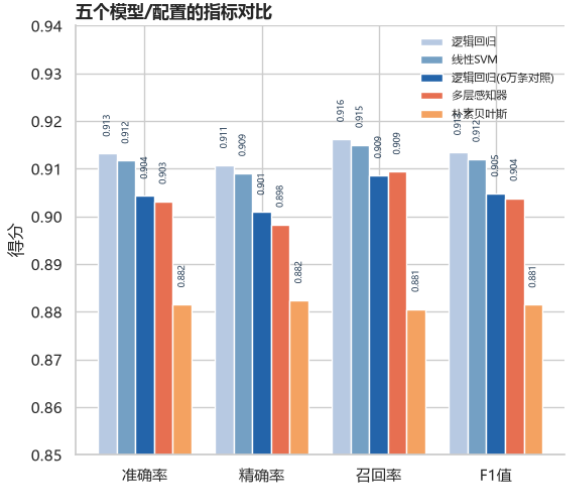 五个模型/配置的指标对比
0.94
0.93
0.92
0.91
0.90
0.89
0.88
0.87
0.86
0.85
得分
逻辑回归
线性SVM
逻辑回归(6万条对照)
多层感知器
朴素贝叶斯
0.913
0.912
0.904
0.903
0.882
0.911
0.909
0.901
0.898
0.882
0.916
0.915
0.909
0.909
0.881
0.912
0.905
0.904
0.881
准确率
精确率
召回率
F1值